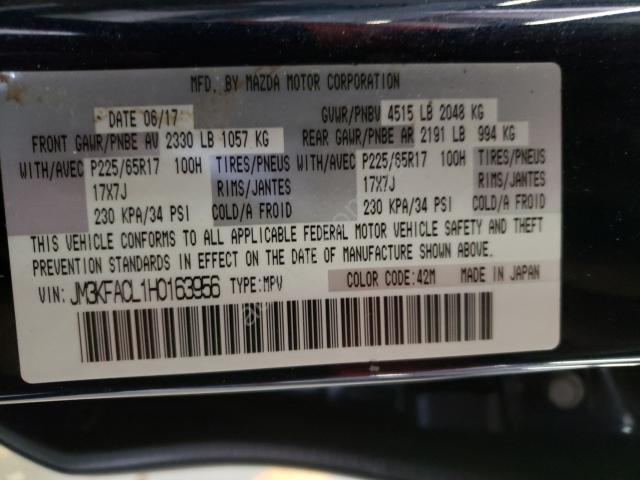 MFD. BY MAZDA MOTOR CORPORATION
DATE 06/17 GVWR/PNBV 4515 LB 2048 KG
FRONT GAWR/PNBE AV 2330 LB 1057 KG REAR GAWR/PNBE AR 2191 LB 994 KG
WITH/AVEC P225/65R17 100H TIRES/PNEUS WITH/AVEC P225/65R17 100H TIRES/PNEUS
17X7J RIMS/JANTES 17X7J RIMS/JANTES
230 KPA/34 PSI COLD/A FROID 230 KPA/34 PSI COLD/A FROID
THIS VEHICLE CONFORMS TO ALL APPLICABLE FEDERAL MOTOR VEHICLE SAFETY AND THEFT
PREVENTION STANDARDS IN EFFECT ON THE DATE OF MANUFACTURE SHOWN ABOVE.
VIN: JM3KFACL1H0163956 TYPE:MPV COLOR CODE:42M MADE IN JAPAN